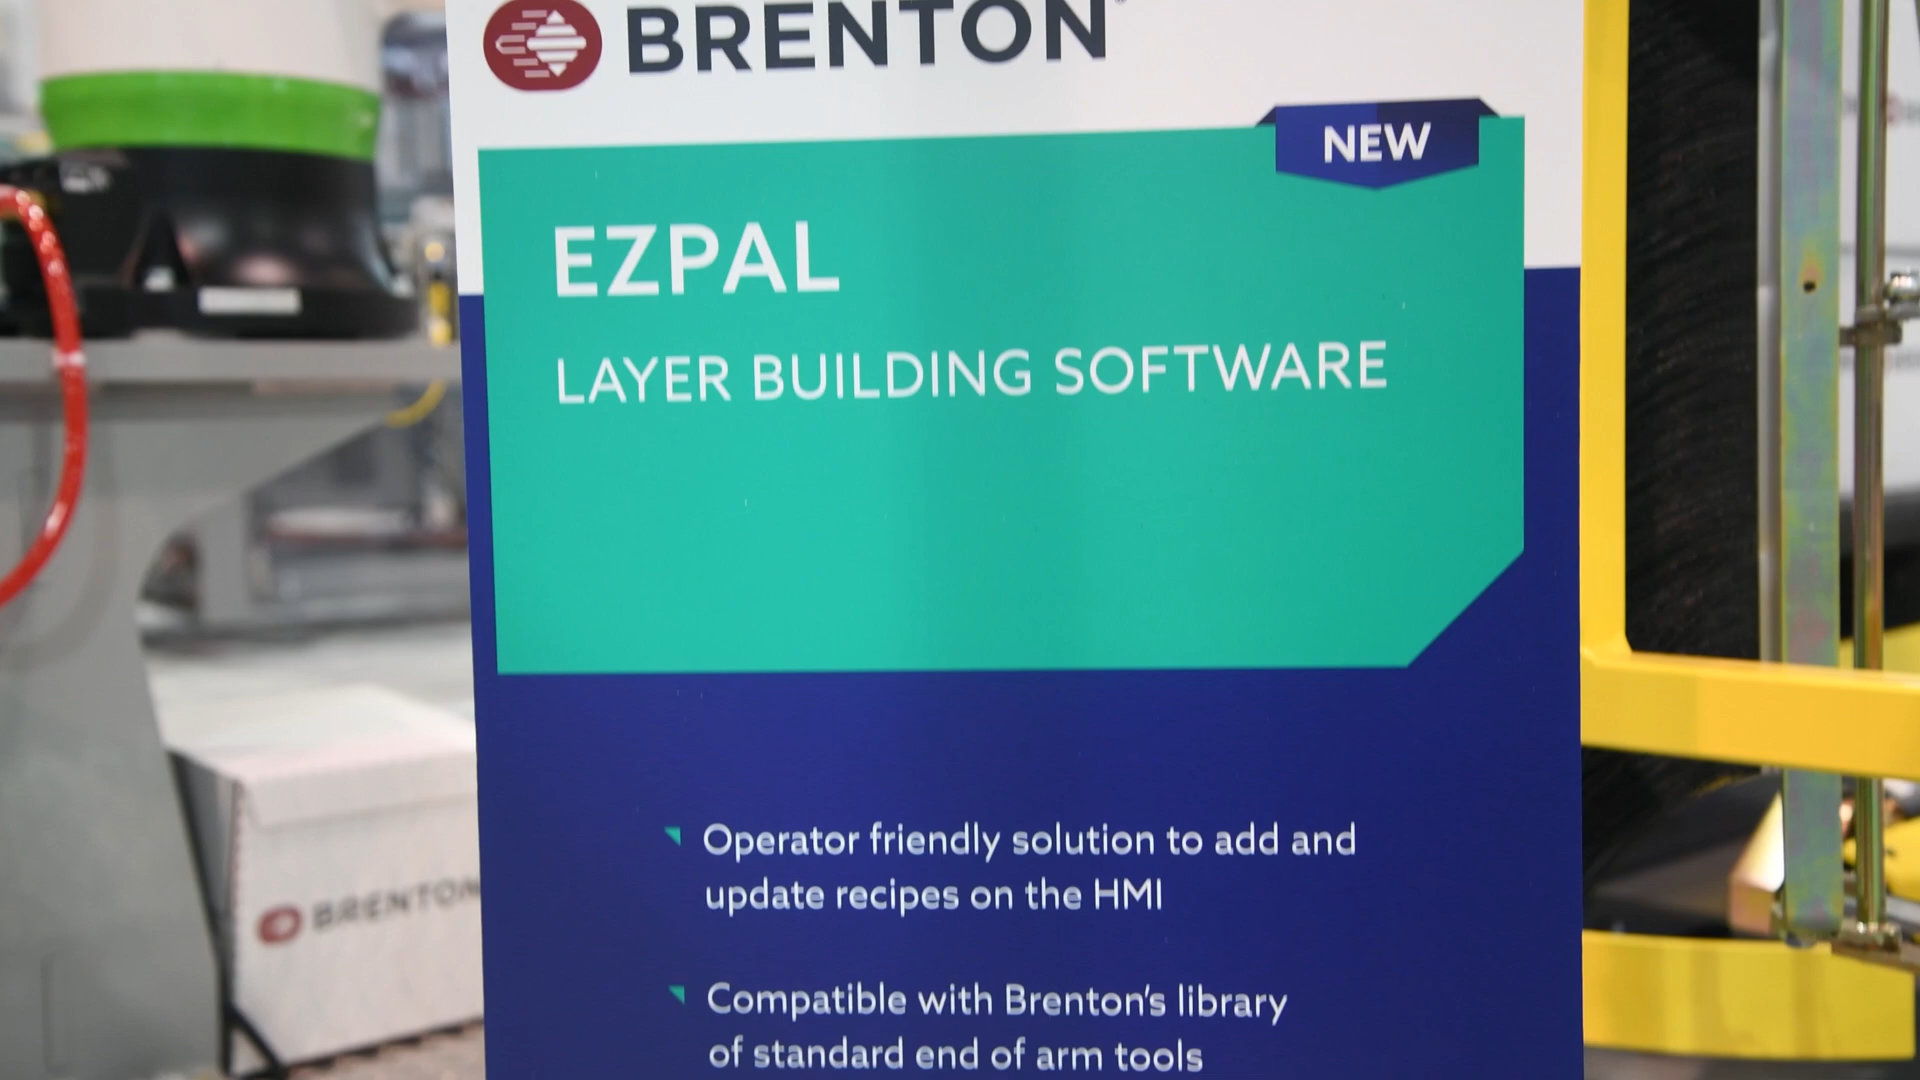 BRENTON
NEW
EZPAL
LAYER BUILDING SOFTWARE
Operator friendly solution to add and
update recipes on the HMI
Compatible with Brenton's library
of standard end of arm tools
BRENTON